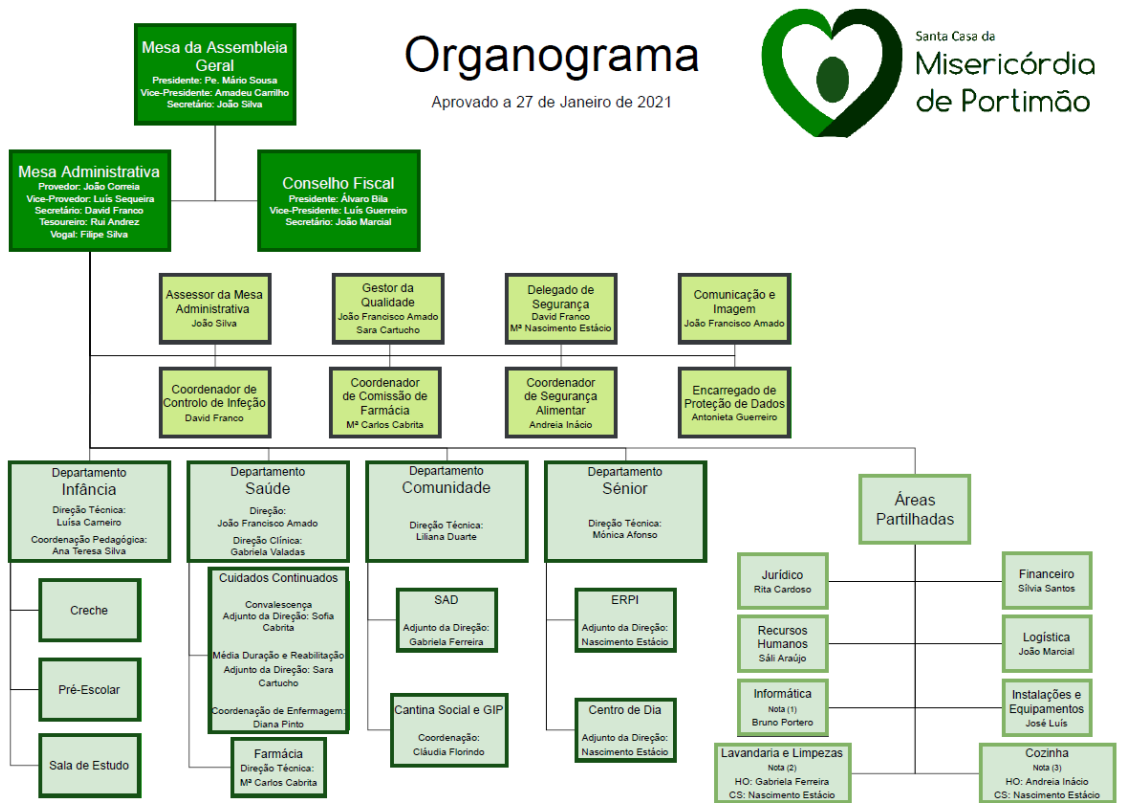 Organograma
Aprovado a 27 de Janeiro de 2021
Santa Casa da
Misericórdia
de Portimão
Mesa da Assembleia
Geral
Presidente: Pe. Mário Sousa
Vice-Presidente: Amadeu Carrilho
Secretário: João Silva
Mesa Administrativa
Provedor: João Correia
Vice-Provedor: Luís Sequeira
Secretário: David Franco
Tesoureiro: Rui Andrez
Vogal: Filipe Silva
Conselho Fiscal
Presidente: Álvaro Bila
Vice-Presidente: Luís Guerreiro
Secretário: João Marcial
Assessor da Mesa
Administrativa
João Silva
Gestor da
Qualidade
João Francisco Amado
Sara Cartucho
Delegado de
Segurança
David Franco
Mª Nascimento Estácio
Comunicação e
Imagem
João Francisco Amado
Coordenador de
Controlo de Infeção
David Franco
Coordenador
de Comissão de
Farmácia
Mª Carlos Cabrita
Coordenador
de Segurança
Alimentar
Andreia Inácio
Encarregado de
Proteção de Dados
Antonieta Guerreiro
Departamento
Infância
Direção Técnica:
Luísa Carneiro
Coordenação Pedagógica:
Ana Teresa Silva
Creche
Pré-Escolar
Sala de Estudo
Departamento
Saúde
Direção:
João Francisco Amado
Direção Clínica:
Gabriela Valadas
Cuidados Continuados
Convalescença
Adjunto da Direção: Sofia
Cabrita
Média Duração e Reabilitação
Adjunto da Direção: Sara
Cartucho
Coordenação de Enfermagem:
Diana Pinto
Farmácia
Direção Técnica:
Mª Carlos Cabrita
Departamento
Comunidade
Direção Técnica:
Liliana Duarte
SAD
Adjunto da Direção:
Gabriela Ferreira
Cantina Social e GIP
Coordenação:
Cláudia Florindo
Departamento
Sénior
Direção Técnica:
Mónica Afonso
ERPI
Adjunto da Direção:
Nascimento Estácio
Centro de Dia
Adjunto da Direção:
Nascimento Estácio
Áreas
Partilhadas
Jurídico
Rita Cardoso
Financeiro
Sílvia Santos
Recursos
Humanos
Sáli Araújo
Logística
João Marcial
Informática
Nota (1)
Bruno Portero
Instalações e
Equipamentos
José Luís
Lavandaria e Limpezas
Nota (2)
HO: Gabriela Ferreira
CS: Nascimento Estácio
Cozinha
Nota (3)
HO: Andreia Inácio
CS: Nascimento Estácio